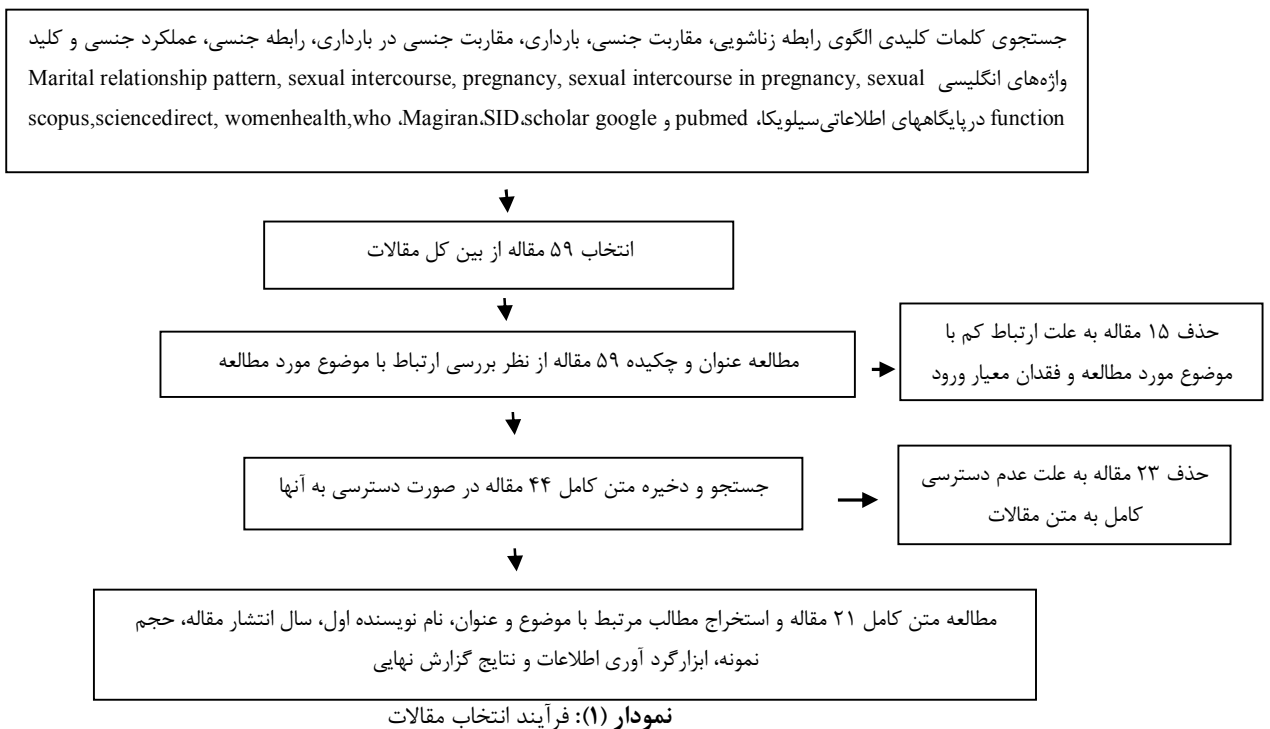 جستجوی کلمات کلیدی الگوی رابطه زناشویی، مقاربت جنسی، بارداری، مقاربت جنسی در بارداری، رابطه جنسی، عملکرد جنسی و کلید
واژه‌های انگلیسی Marital relationship pattern, sexual intercourse, pregnancy, sexual intercourse in pregnancy, sexual
function درپایگاههای اطلاعاتی‌سیلویکا، pubmed و scopus,sciencedirect, womenhealth,who ،Magiran،SID،scholar google
انتخاب ۵۹ مقاله از بین کل مقالات
مطالعه عنوان و چکیده ۵۹ مقاله از نظر بررسی ارتباط با موضوع مورد مطالعه
حذف ۱۵ مقاله به علت ارتباط کم با
موضوع مورد مطالعه و فقدان معیار ورود
جستجو و ذخیره متن کامل ۴۴ مقاله در صورت دسترسی به آنها
حذف ۲۳ مقاله به علت عدم دسترسی
کامل به متن مقالات
مطالعه متن کامل ۲۱ مقاله و استخراج مطالب مرتبط با موضوع و عنوان، نام نویسنده اول، سال انتشار مقاله، حجم
نمونه، ابزارگرد آوری اطلاعات و نتایج گزارش نهایی
نمودار (۱): فرآیند انتخاب مقالات